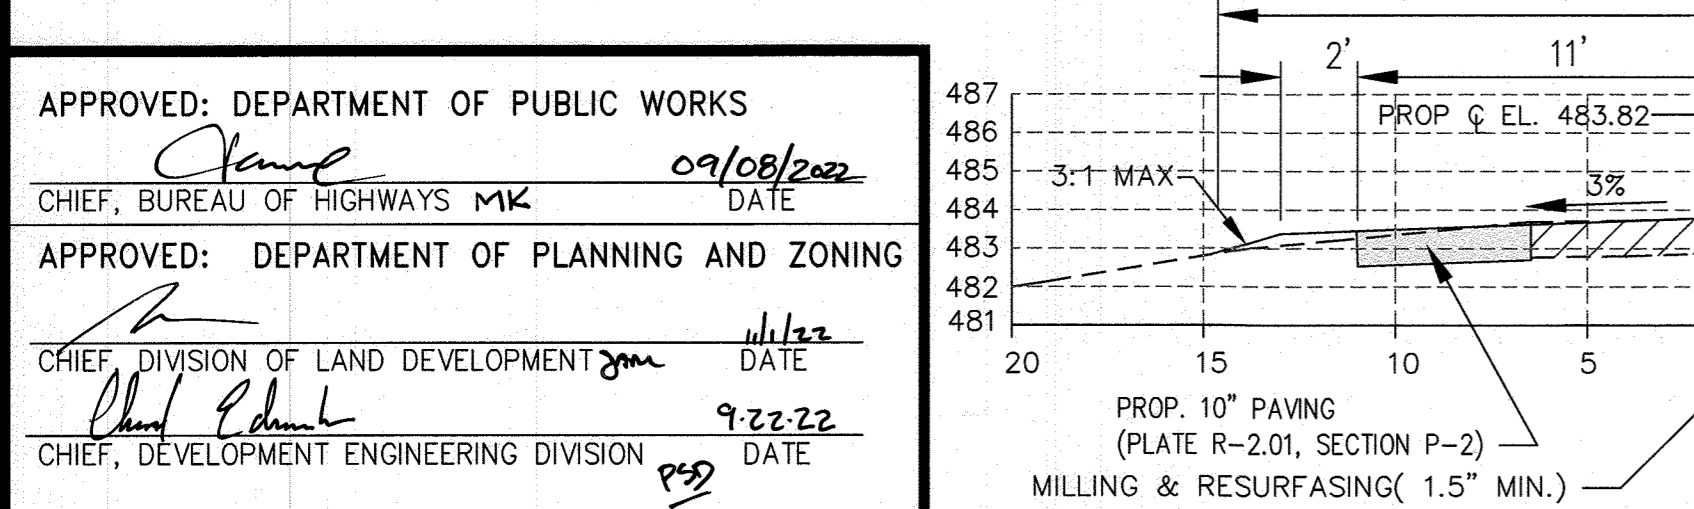 APPROVED: DEPARTMENT OF PUBLIC WORKS
09/08/2022
CHIEF, BUREAU OF HIGHWAYS MK DATE
APPROVED: DEPARTMENT OF PLANNING AND ZONING
11/1/22
CHIEF, DIVISION OF LAND DEVELOPMENT DATE
9-22-22
CHIEF, DEVELOPMENT ENGINEERING DIVISION DATE
PSD
2' 11'
487
PROP ℄ EL. 483.82
486
485
3:1 MAX
3%
484
483
482
481
20 15 10 5
PROP. 10" PAVING
(PLATE R-2.01, SECTION P-2)
MILLING & RESURFASING( 1.5" MIN.)